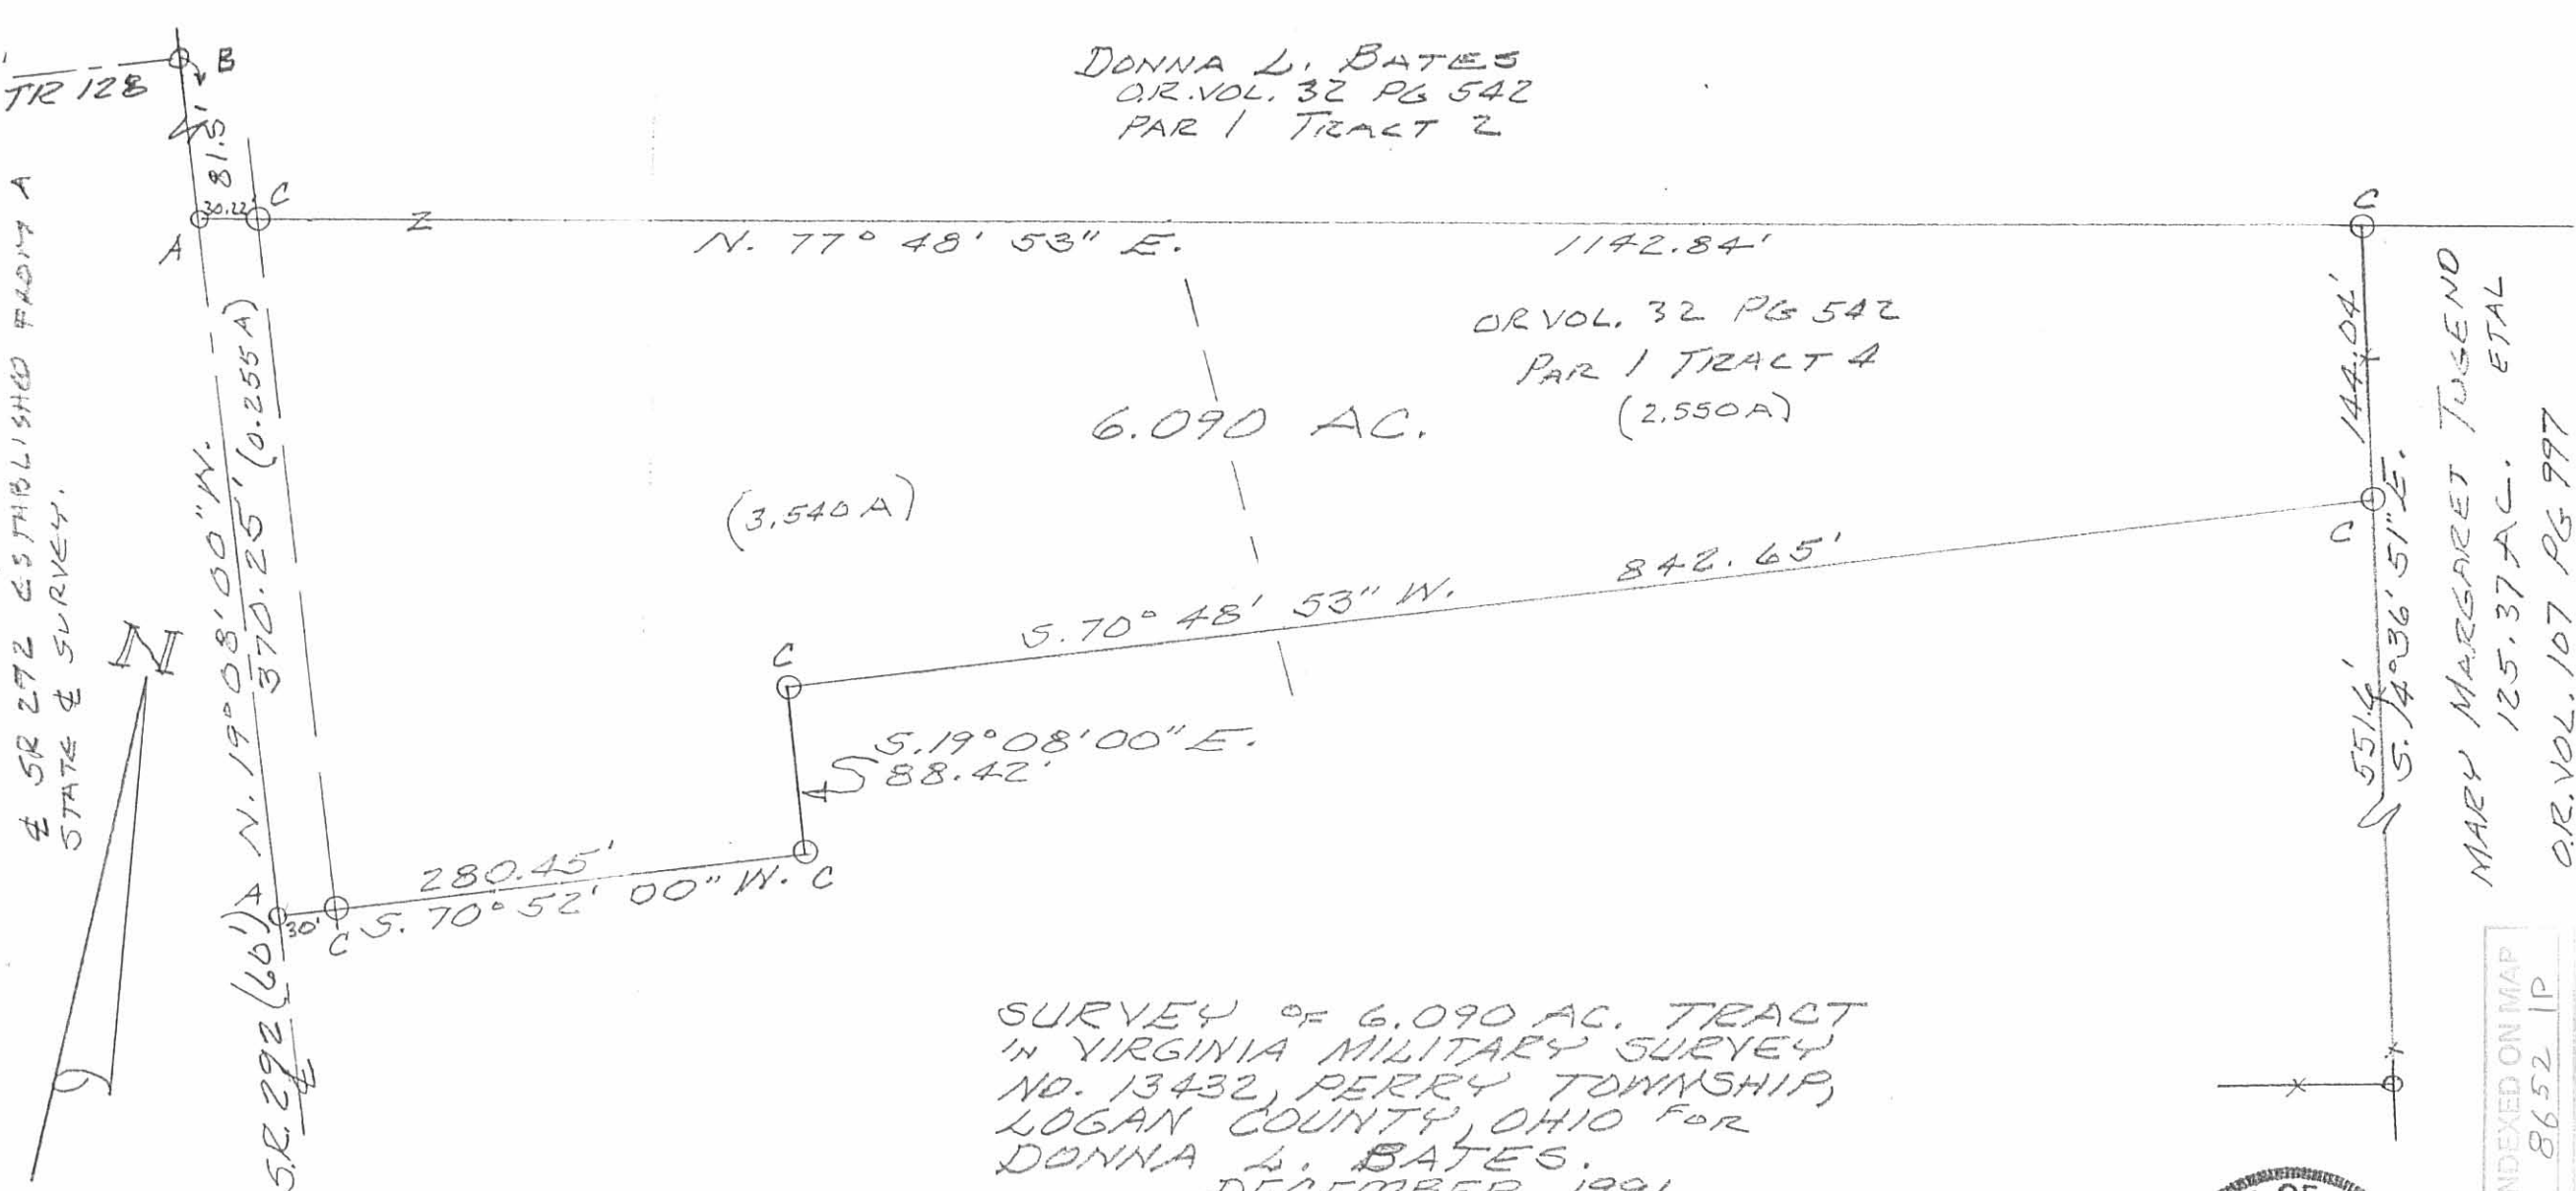 TR 128
B
81.5'
DONNA L. BATES
O.R. VOL. 32 PG 542
PAR 1 TRACT 2
A
30.22'
C
Z
N. 77° 48' 53" E.
1142.84'
C
℄ SR 272 ESTABLISHED FROM A
STATE ℄ SURVEY.
N
N. 19° 08' 00" W.
370.25' (0.255 A)
OR VOL. 32 PG 542
PAR 1 TRACT 4
(2.550 A)
6.090 AC.
(3.540 A)
144.04'
C
S. 14° 36' 51" E.
551.6'
MARY MARGARET TUGEND
ETAL
125.37 AC.
O.R. VOL. 107 PG 997
S. 70° 48' 53" W.
842.65'
C
S. 19° 08' 00" E.
88.42'
280.45'
S. 70° 52' 00" W.
C
A
30'
C
S.R. 292 (60')
℄
SURVEY OF 6.090 AC. TRACT
IN VIRGINIA MILITARY SURVEY
NO. 13432, PERRY TOWNSHIP,
LOGAN COUNTY, OHIO FOR
DONNA L. BATES.
DECEMBER 1991
NDEXED ON MAP
8652 IP
OF